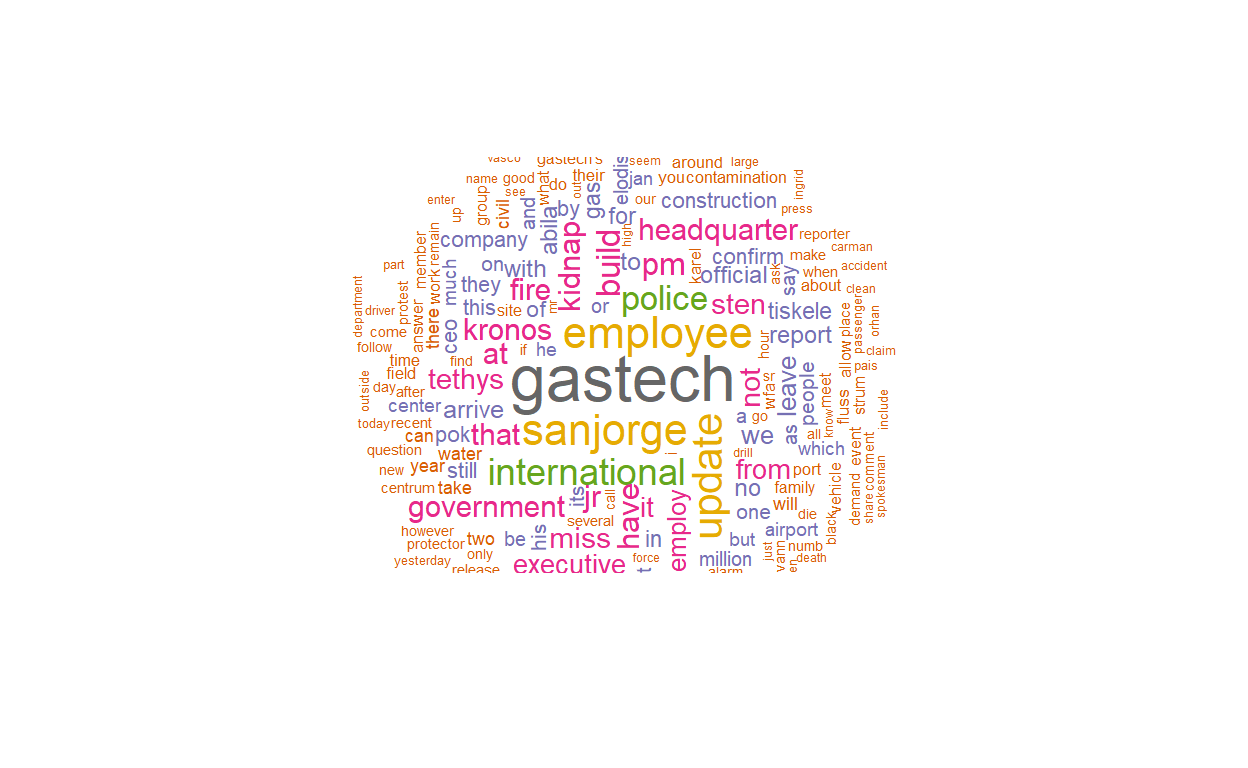 vasco gastech's seem around large
name good what do out their elodis jan you contamination ingrid
enter up group see civil and by gas for our construction press
member remain company abila kidnap build high headquarter reporter
part on with to pm karel confirm make carman
department protest work much they fire official ask say when about accident
driver answer there this site of mr or police sten tiskele clean passenger orhan
come ceo kronos employee report allow place
follow time find at if he hour claim
outside field tethys gastech not sr wfa leave people meet strum pais
day after center arrive a go as fluss include
today recent can pok that sanjorge update we all know which
question water international drill event
new year still from port comment
centrum take its jr call have it employ no family vehicle demand share spokesman
government one will die
however two be his several in but airport black
protector miss just numb
yesterday only executive force million vann death
release t alarm en